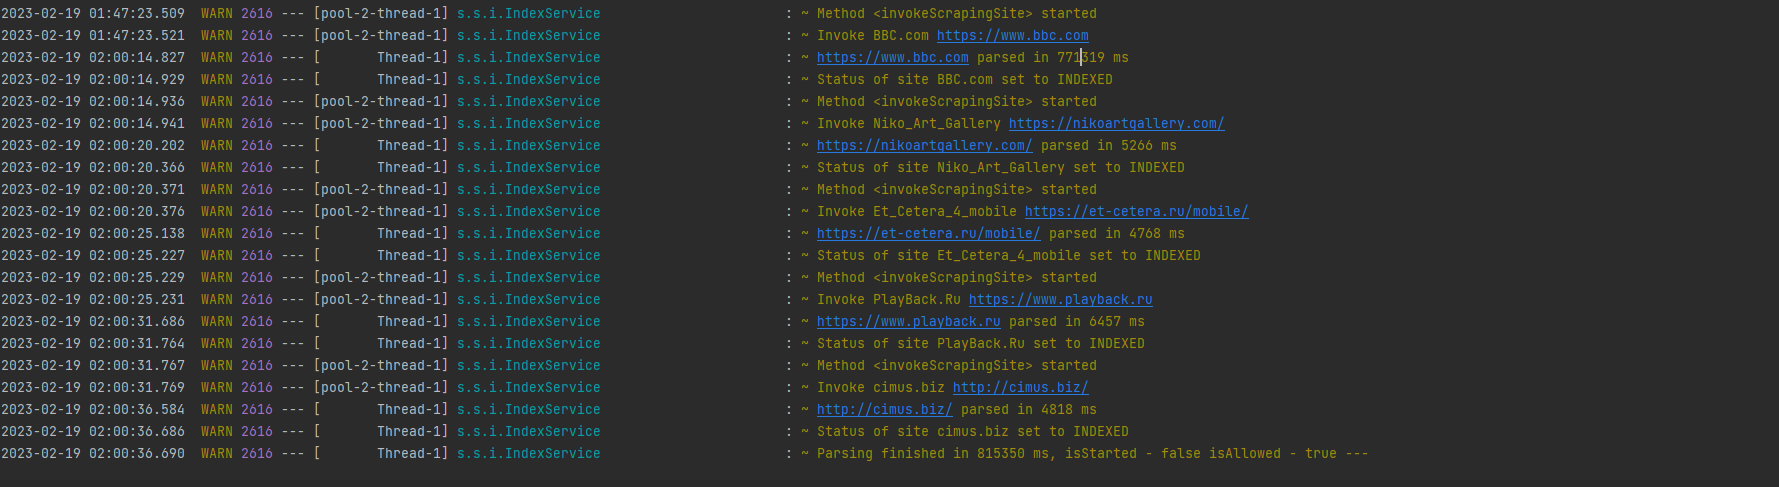 2023-02-19 01:47:23.509  WARN 2616 --- [pool-2-thread-1] s.s.i.IndexService                       : ~ Method <invokeScrapingSite> started
2023-02-19 01:47:23.521  WARN 2616 --- [pool-2-thread-1] s.s.i.IndexService                       : ~ Invoke BBC.com https://www.bbc.com
2023-02-19 02:00:14.827  WARN 2616 --- [       Thread-1] s.s.i.IndexService                       : ~ https://www.bbc.com parsed in 771319 ms
2023-02-19 02:00:14.929  WARN 2616 --- [       Thread-1] s.s.i.IndexService                       : ~ Status of site BBC.com set to INDEXED
2023-02-19 02:00:14.936  WARN 2616 --- [pool-2-thread-1] s.s.i.IndexService                       : ~ Method <invokeScrapingSite> started
2023-02-19 02:00:14.941  WARN 2616 --- [pool-2-thread-1] s.s.i.IndexService                       : ~ Invoke Niko_Art_Gallery https://nikoartgallery.com/
2023-02-19 02:00:20.202  WARN 2616 --- [       Thread-1] s.s.i.IndexService                       : ~ https://nikoartgallery.com/ parsed in 5266 ms
2023-02-19 02:00:20.366  WARN 2616 --- [       Thread-1] s.s.i.IndexService                       : ~ Status of site Niko_Art_Gallery set to INDEXED
2023-02-19 02:00:20.371  WARN 2616 --- [pool-2-thread-1] s.s.i.IndexService                       : ~ Method <invokeScrapingSite> started
2023-02-19 02:00:20.376  WARN 2616 --- [pool-2-thread-1] s.s.i.IndexService                       : ~ Invoke Et_Cetera_4_mobile https://et-cetera.ru/mobile/
2023-02-19 02:00:25.138  WARN 2616 --- [       Thread-1] s.s.i.IndexService                       : ~ https://et-cetera.ru/mobile/ parsed in 4768 ms
2023-02-19 02:00:25.227  WARN 2616 --- [       Thread-1] s.s.i.IndexService                       : ~ Status of site Et_Cetera_4_mobile set to INDEXED
2023-02-19 02:00:25.229  WARN 2616 --- [pool-2-thread-1] s.s.i.IndexService                       : ~ Method <invokeScrapingSite> started
2023-02-19 02:00:25.231  WARN 2616 --- [pool-2-thread-1] s.s.i.IndexService                       : ~ Invoke PlayBack.Ru https://www.playback.ru
2023-02-19 02:00:31.686  WARN 2616 --- [       Thread-1] s.s.i.IndexService                       : ~ https://www.playback.ru parsed in 6457 ms
2023-02-19 02:00:31.764  WARN 2616 --- [       Thread-1] s.s.i.IndexService                       : ~ Status of site PlayBack.Ru set to INDEXED
2023-02-19 02:00:31.767  WARN 2616 --- [pool-2-thread-1] s.s.i.IndexService                       : ~ Method <invokeScrapingSite> started
2023-02-19 02:00:31.769  WARN 2616 --- [pool-2-thread-1] s.s.i.IndexService                       : ~ Invoke cimus.biz http://cimus.biz/
2023-02-19 02:00:36.584  WARN 2616 --- [       Thread-1] s.s.i.IndexService                       : ~ http://cimus.biz/ parsed in 4818 ms
2023-02-19 02:00:36.686  WARN 2616 --- [       Thread-1] s.s.i.IndexService                       : ~ Status of site cimus.biz set to INDEXED
2023-02-19 02:00:36.690  WARN 2616 --- [       Thread-1] s.s.i.IndexService                       : ~ Parsing finished in 815350 ms, isStarted - false isAllowed - true ---